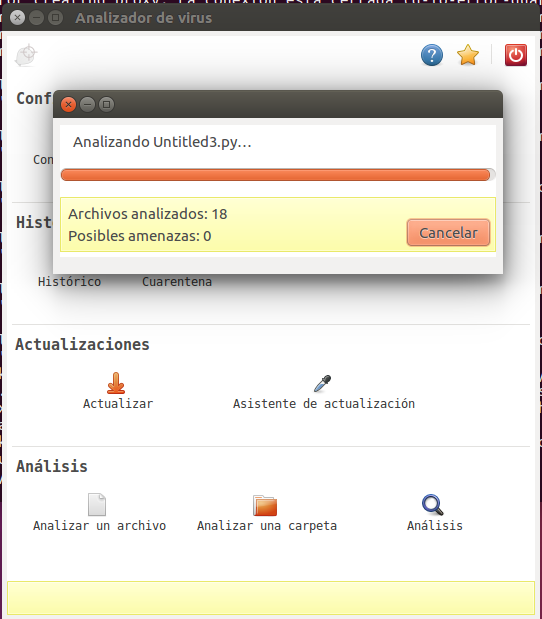 Analizador de virus
Conf
Analizando Untitled3.py...
Con
Archivos analizados: 18
Posibles amenazas: 0
Cancelar
Hist
Histórico
Cuarentena
Actualizaciones
Actualizar
Asistente de actualización
Análisis
Analizar un archivo
Analizar una carpeta
Análisis